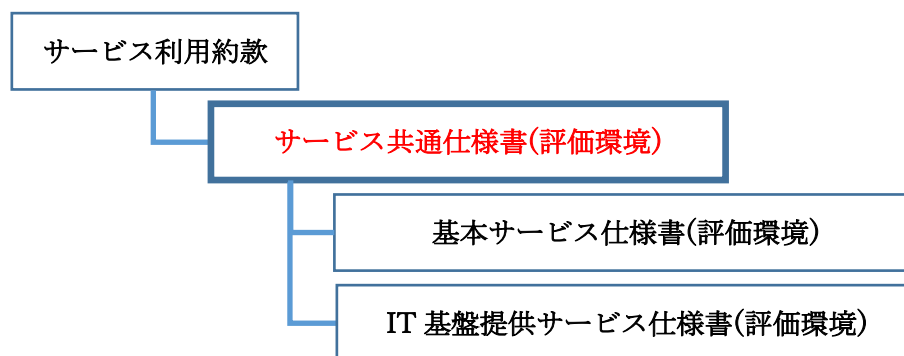 サービス利用約款
サービス共通仕様書(評価環境)
基本サービス仕様書(評価環境)
IT 基盤提供サービス仕様書(評価環境)